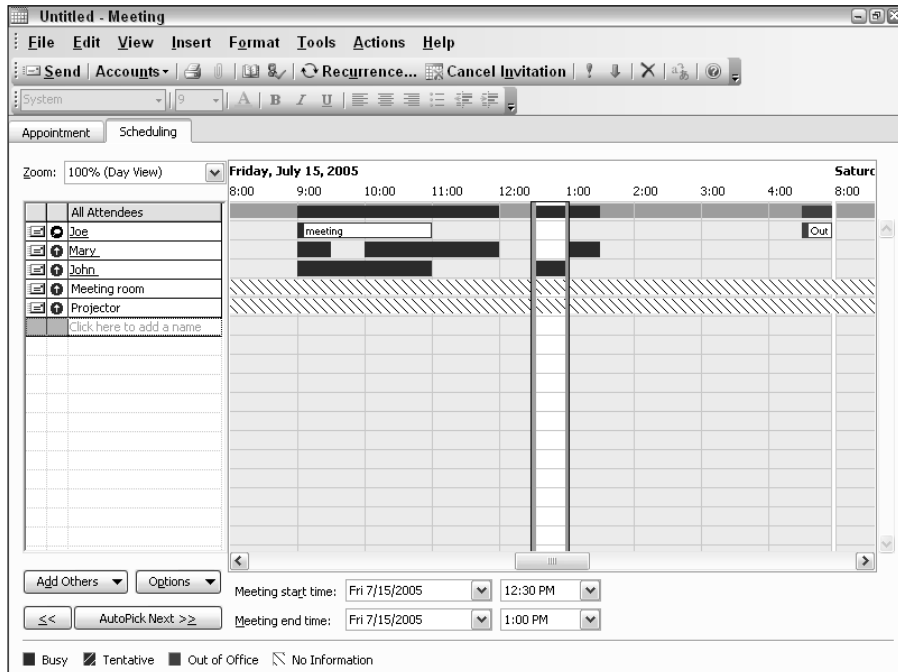 Untitled - Meeting
File Edit View Insert Format Tools Actions Help
Send Accounts Recurrence... Cancel Invitation
System 9 A B I U
Appointment Scheduling
Zoom: 100% (Day View)
Friday, July 15, 2005 Saturc
8:00 9:00 10:00 11:00 12:00 1:00 2:00 3:00 4:00 8:00
All Attendees
Joe meeting Out
Mary
John
Meeting room
Projector
Click here to add a name
Add Others Options
Meeting start time: Fri 7/15/2005 12:30 PM
<< AutoPick Next >>
Meeting end time: Fri 7/15/2005 1:00 PM
Busy Tentative Out of Office No Information